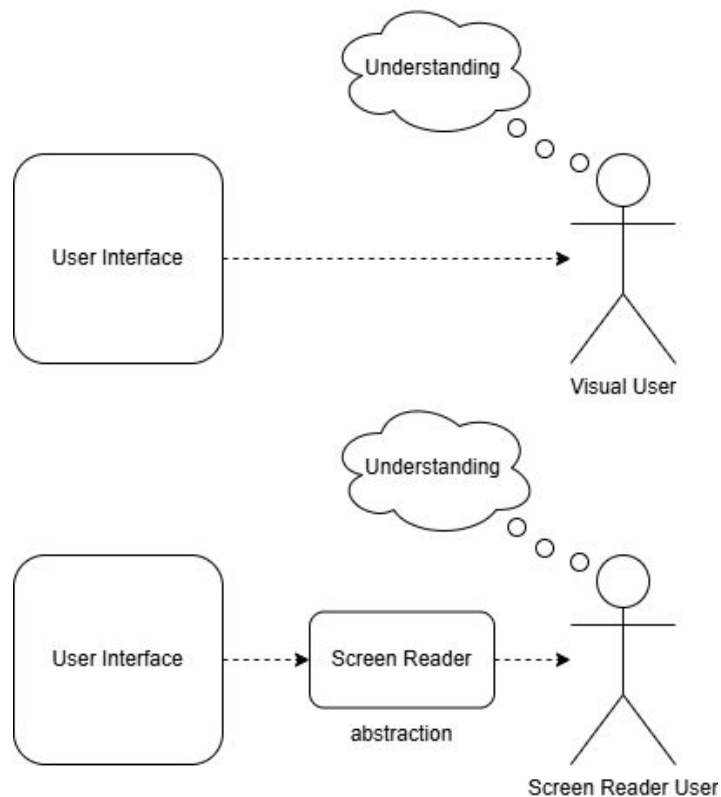 Understanding
User Interface
Visual User
Understanding
User Interface
Screen Reader
abstraction
Screen Reader User